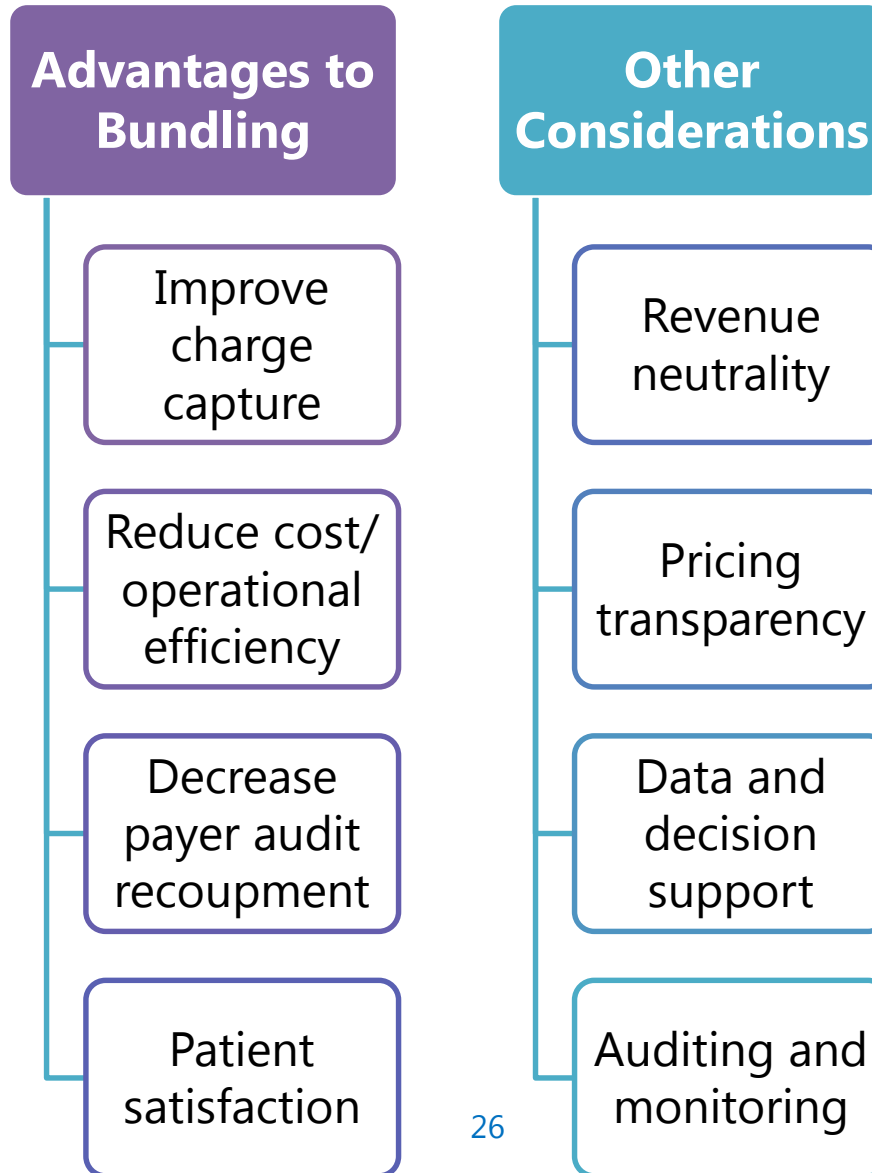 Advantages to
Bundling
Improve
charge
capture
Reduce cost/
operational
efficiency
Decrease
payer audit
recoupment
Patient
satisfaction
Other
Considerations
Revenue
neutrality
Pricing
transparency
Data and
decision
support
Auditing and
monitoring
26